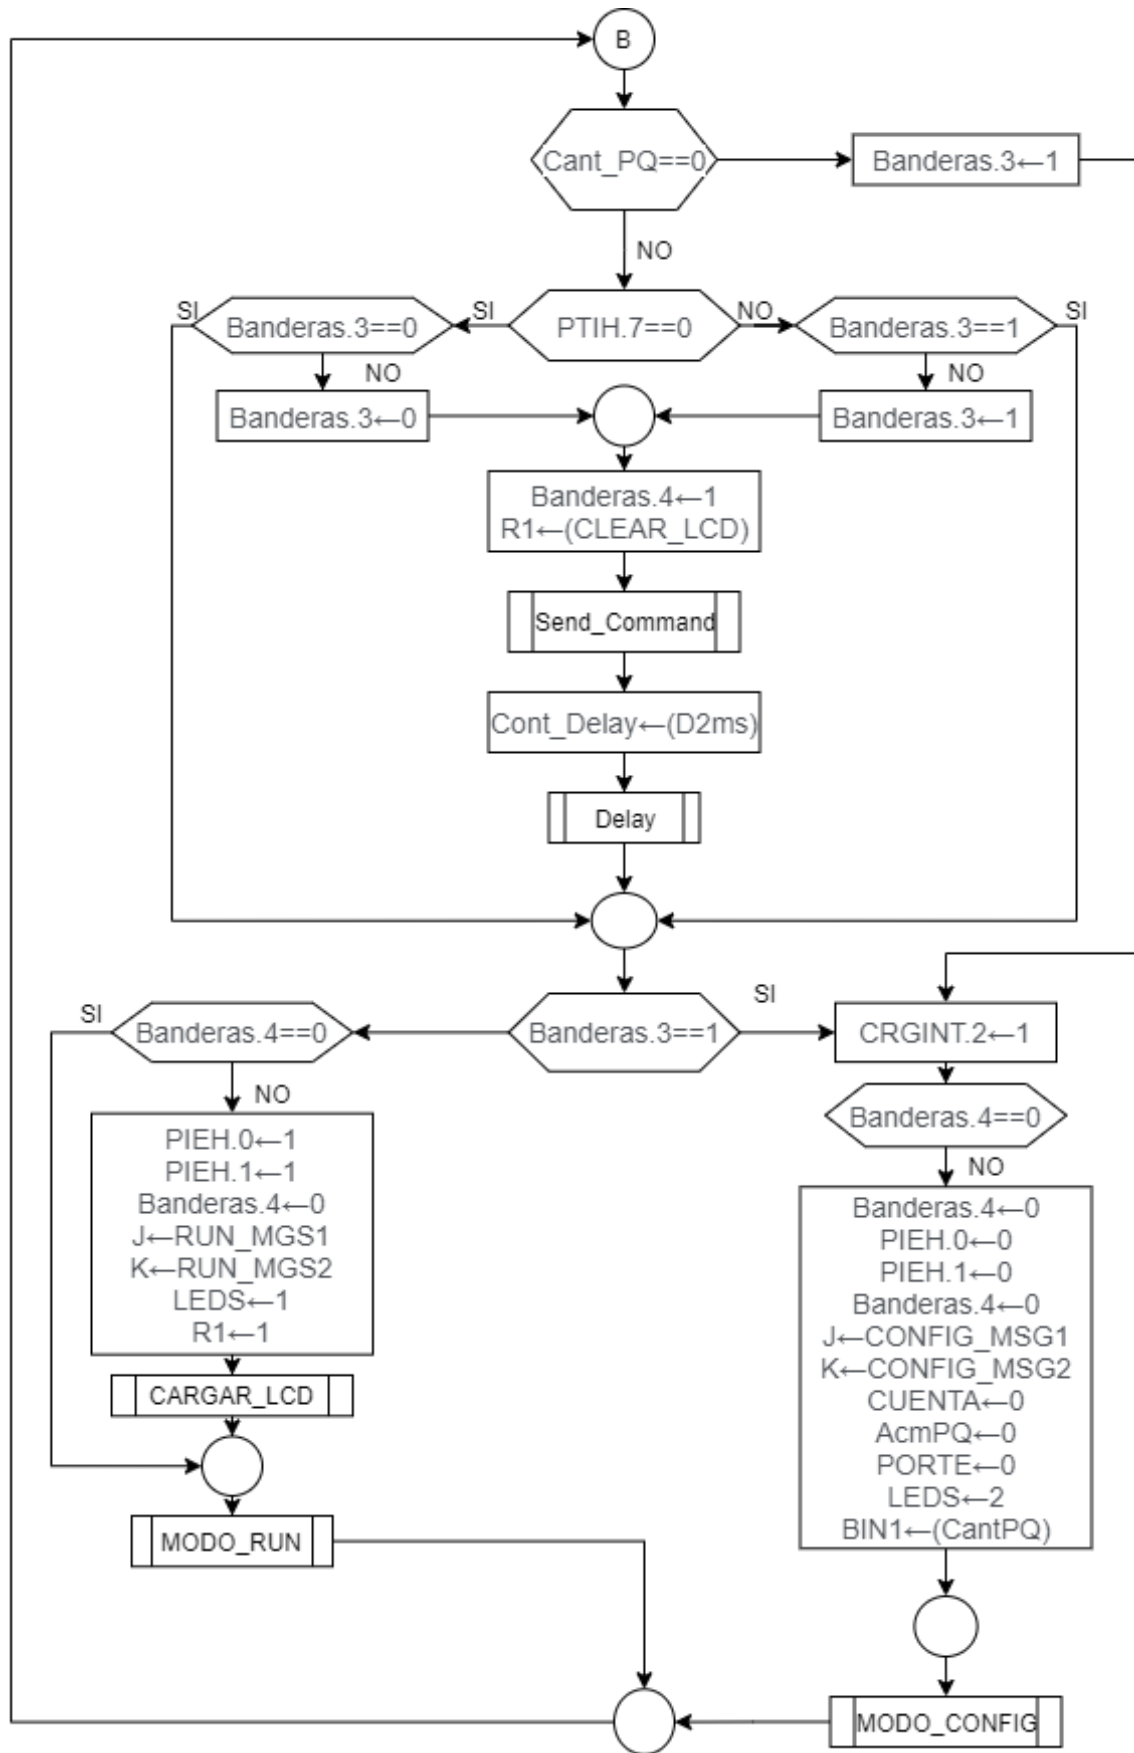 B
Cant_PQ==0
Banderas.3←1
NO
SI
Banderas.3==0
SI
PTIH.7==0
NO
Banderas.3==1
SI
NO
NO
Banderas.3←0
Banderas.3←1
Banderas.4←1
R1←(CLEAR_LCD)
Send_Command
Cont_Delay←(D2ms)
Delay
SI
Banderas.4==0
Banderas.3==1
SI
CRGINT.2←1
NO
Banderas.4==0
NO
PIEH.0←1
PIEH.1←1
Banderas.4←0
J←RUN_MGS1
K←RUN_MGS2
LEDS←1
R1←1
CARGAR_LCD
MODO_RUN
Banderas.4←0
PIEH.0←0
PIEH.1←0
Banderas.4←0
J←CONFIG_MSG1
K←CONFIG_MSG2
CUENTA←0
AcmPQ←0
PORTE←0
LEDS←2
BIN1←(CantPQ)
MODO_CONFIG